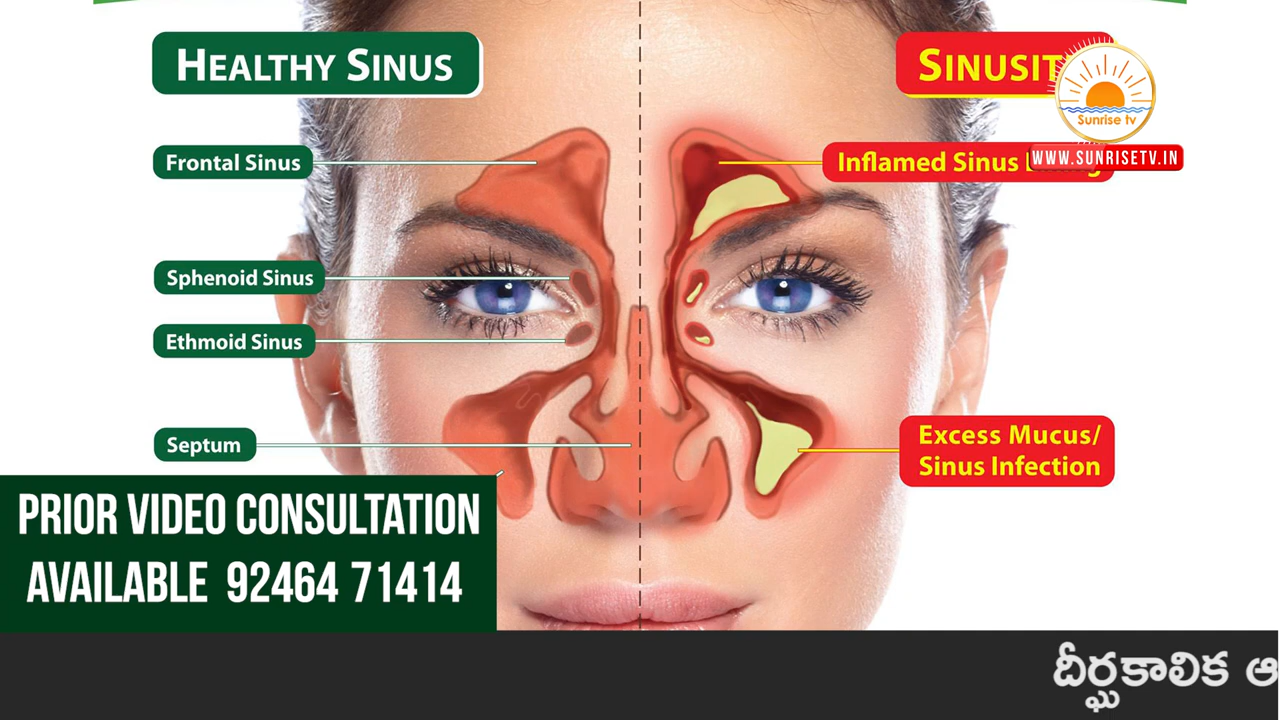 HEALTHY SINUS
Frontal Sinus
Sphenoid Sinus
Ethmoid Sinus
Septum
Sunrise tv
WWW.SUNRISETV.IN
Inflamed Sinus
Excess Mucus/
Sinus Infection
PRIOR VIDEO CONSULTATION
AVAILABLE 92464 71414
దీర్ఘకాలిక ఆ